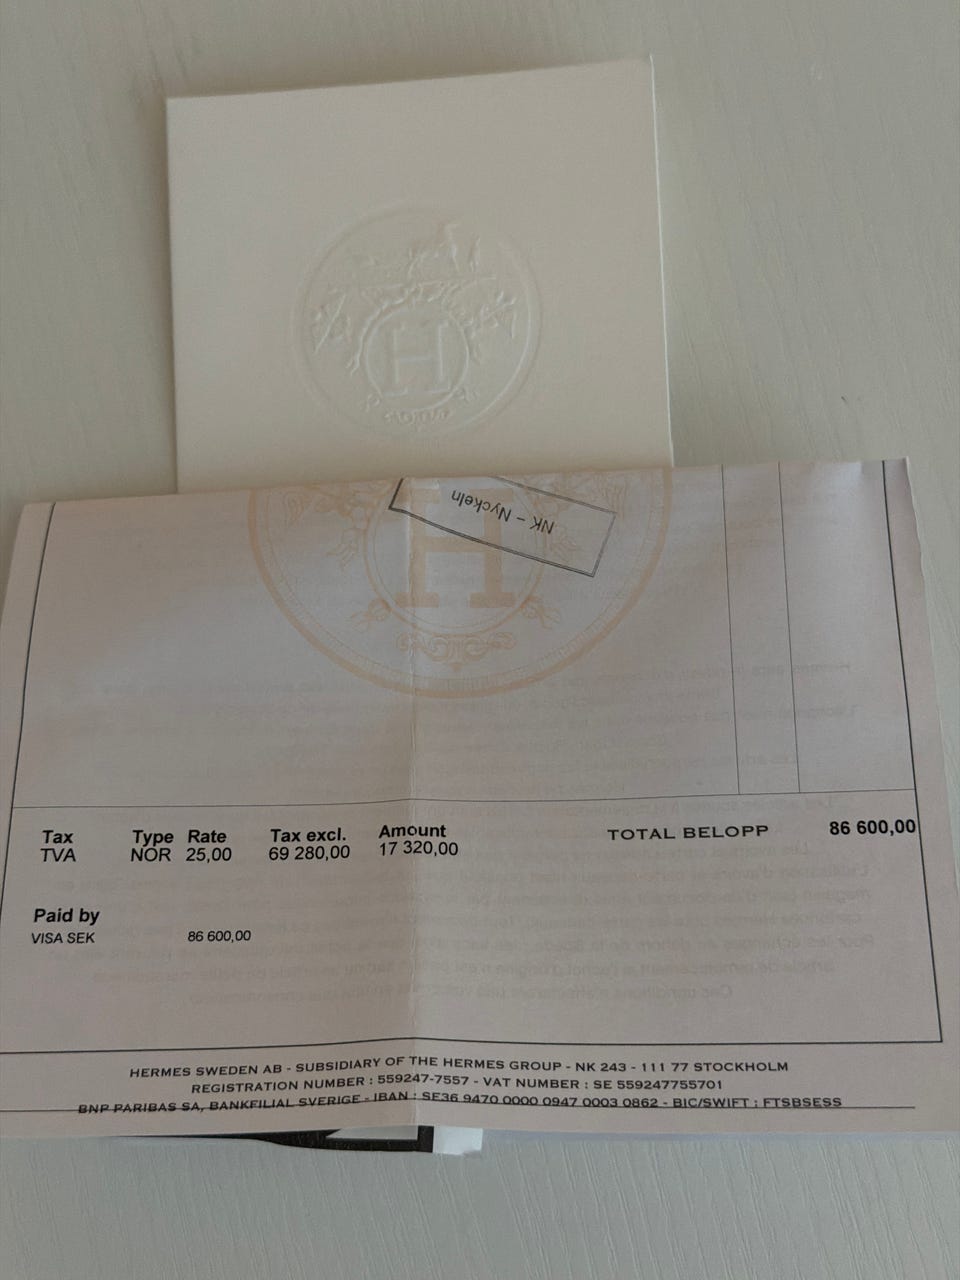 H
NK – Nyckeln
H
Tax Type Rate Tax excl. Amount TOTAL BELOPP 86 600,00
TVA NOR 25,00 69 280,00 17 320,00
Paid by
VISA SEK 86 600,00
HERMES SWEDEN AB - SUBSIDIARY OF THE HERMES GROUP - NK 243 - 111 77 STOCKHOLM
REGISTRATION NUMBER : 559247-7557 - VAT NUMBER : SE 559247755701
BNP PARIBAS SA, BANKFILIAL SVERIGE - IBAN : SE36 9470 0000 0947 0003 0862 - BIC/SWIFT : FTSBSESS